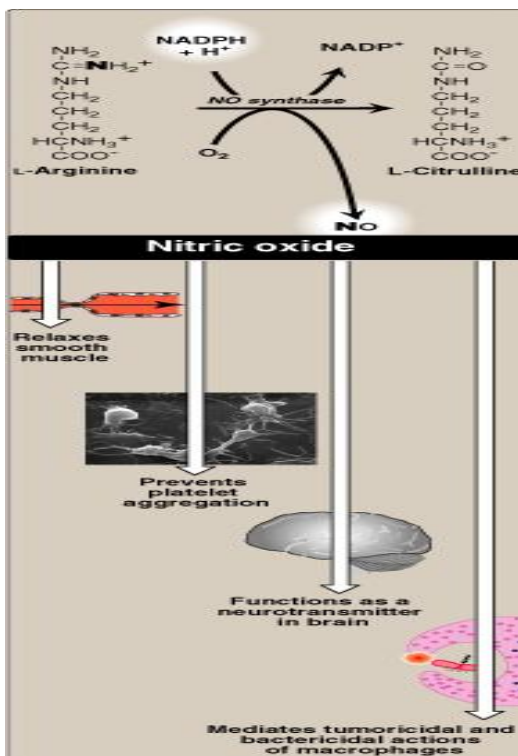 NADPH
+ H⁺
NADP⁺
NH₂
C=NH₂⁺
NH
CH₂
CH₂
CH₂
HCNH₃⁺
COO⁻
L-Arginine
NO synthase
O₂
NH₂
C=O
NH
CH₂
CH₂
CH₂
HCNH₃⁺
COO⁻
L-Citrulline
NO
Nitric oxide
Relaxes
smooth
muscle
Prevents
platelet
aggregation
Functions as a
neurotransmitter
in brain
Mediates tumoricidal and
bactericidal actions
of macrophages